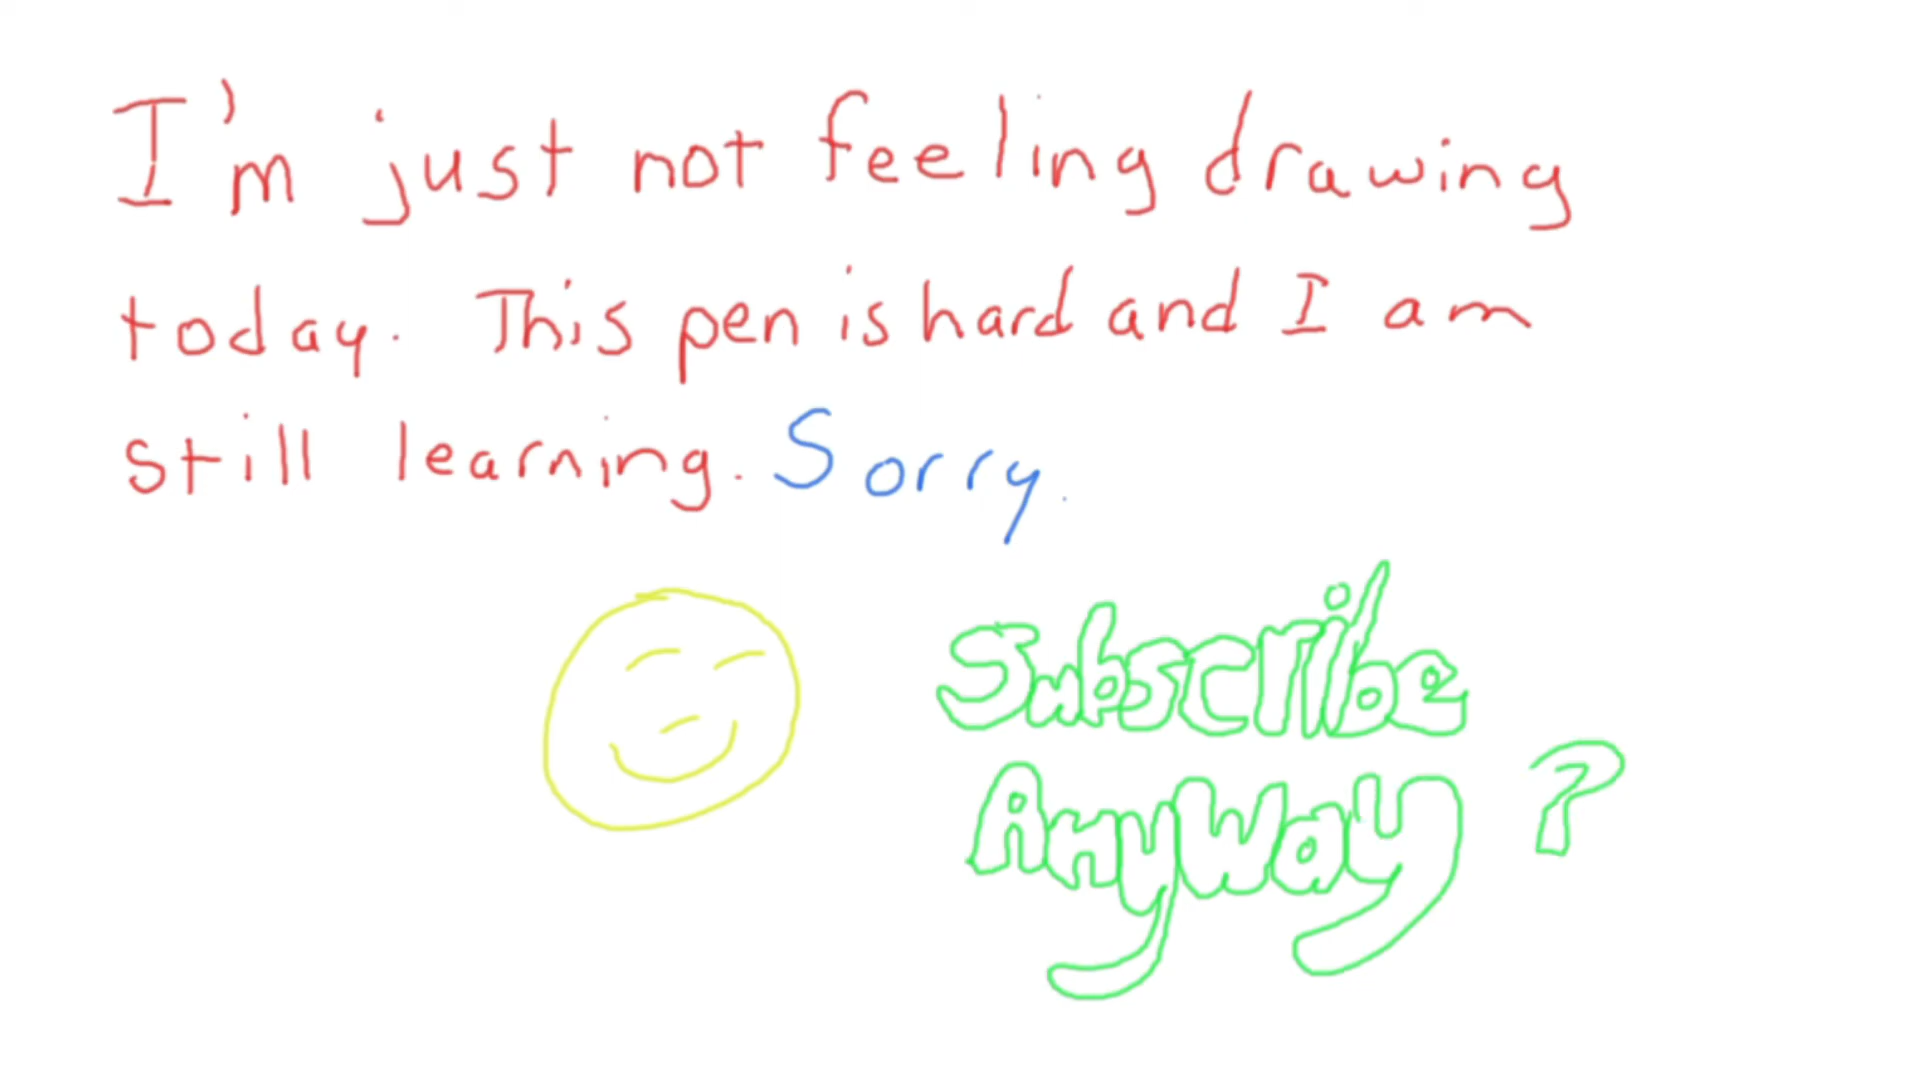 I'm just not feeling drawing
today. This pen is hard and I am
still learning. Sorry.
Subscribe
Anyway?